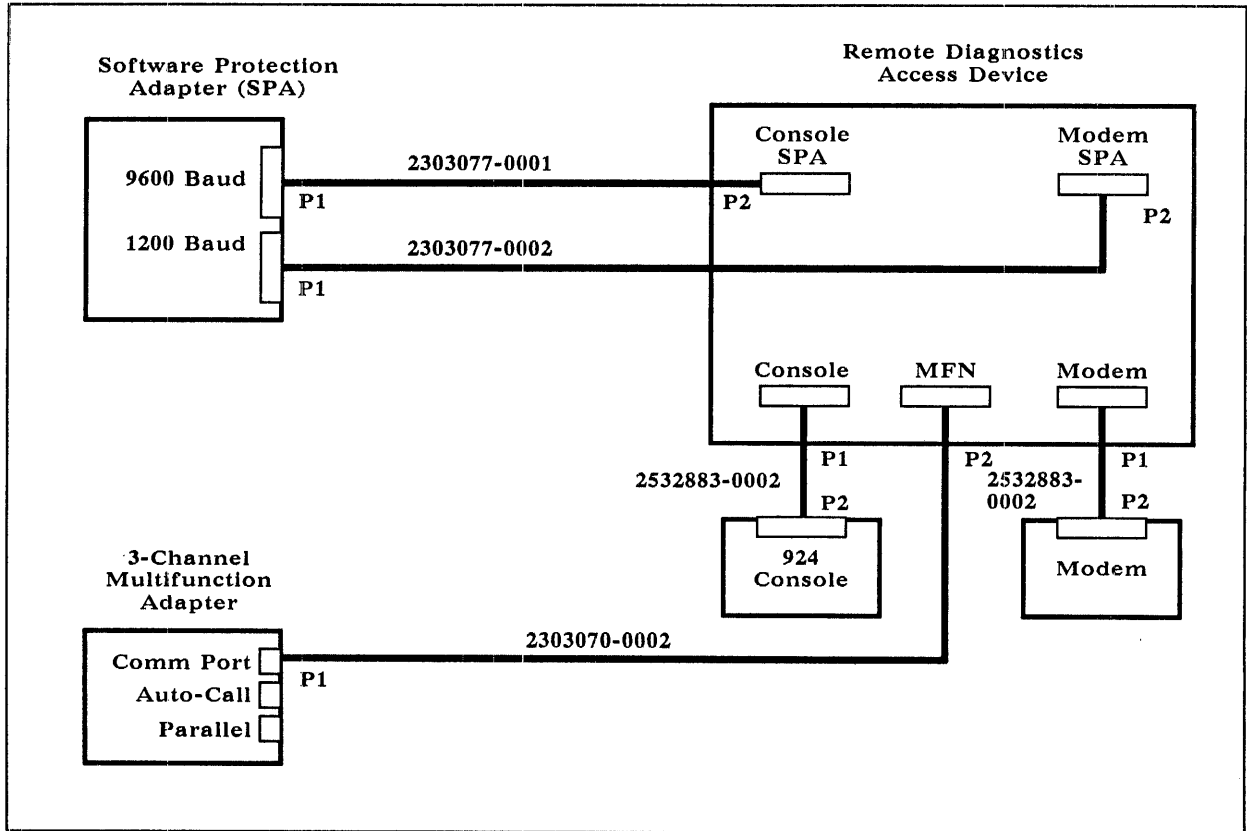 Software Protection
Adapter (SPA)
9600 Baud
1200 Baud
P1
P1
2303077-0001
2303077-0002
Remote Diagnostics
Access Device
Console
SPA
P2
Modem
SPA
P2
Console
MFN
Modem
P1
P2
P1
2532883-0002
P2
2532883-
0002
P2
924
Console
Modem
3-Channel
Multifunction
Adapter
Comm Port
Auto-Call
Parallel
P1
2303070-0002